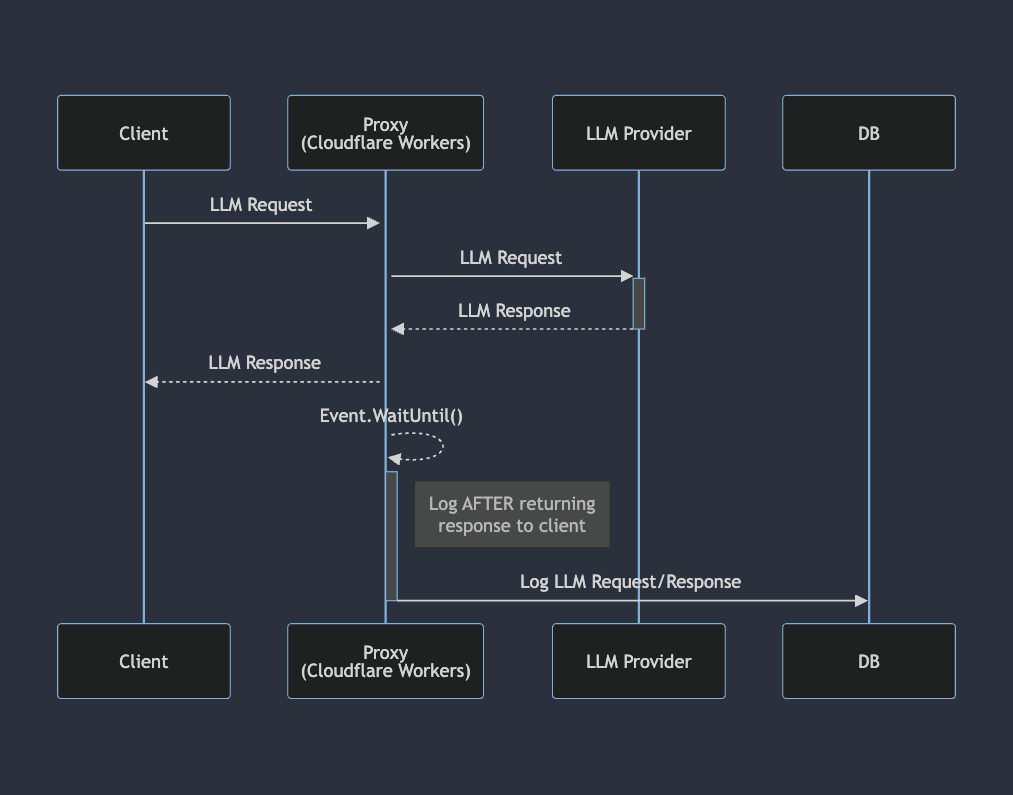 Client
Proxy
(Cloudflare Workers)
LLM Provider
DB
LLM Request
LLM Request
LLM Response
LLM Response
Event.WaitUntil()
Log AFTER returning
response to client
Log LLM Request/Response
Client
Proxy
(Cloudflare Workers)
LLM Provider
DB